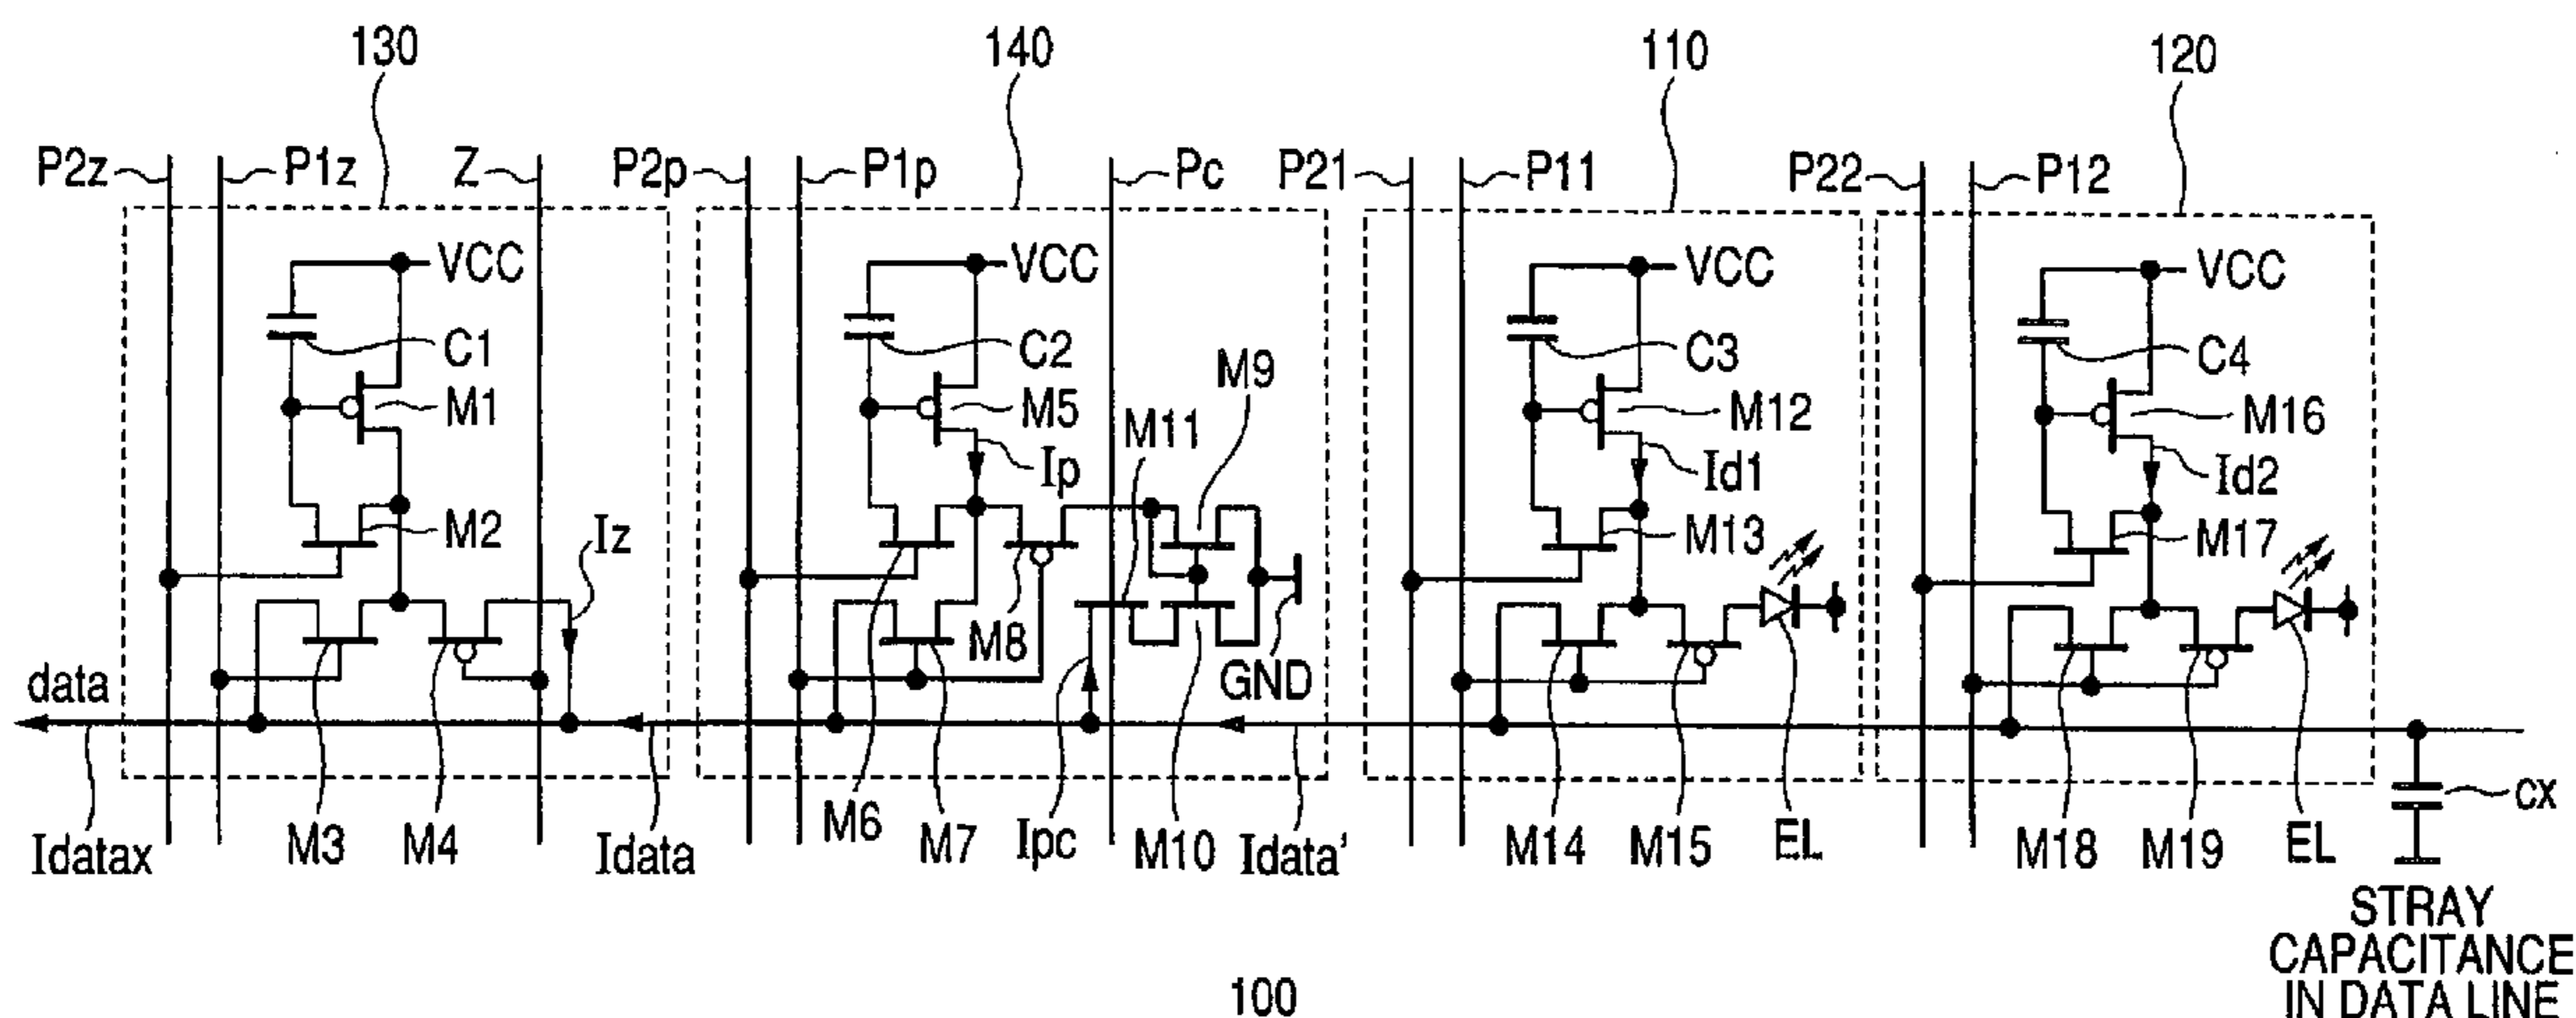 130
140
110
120
P2z
P1z
Z
P2p
P1p
Pc
P21
P11
P22
P12
VCC
VCC
VCC
VCC
C1
C2
C3
C4
M9
M1
M5
M11
M12
M16
Ip
Id1
Id2
M2
Iz
M13
M17
M8
GND
data
M6
cx
Idatax
M3
M4
Idata
M7
Ipc
M10
Idata'
M14
M15
EL
M18
M19
EL
STRAY
CAPACITANCE
IN DATA LINE
100